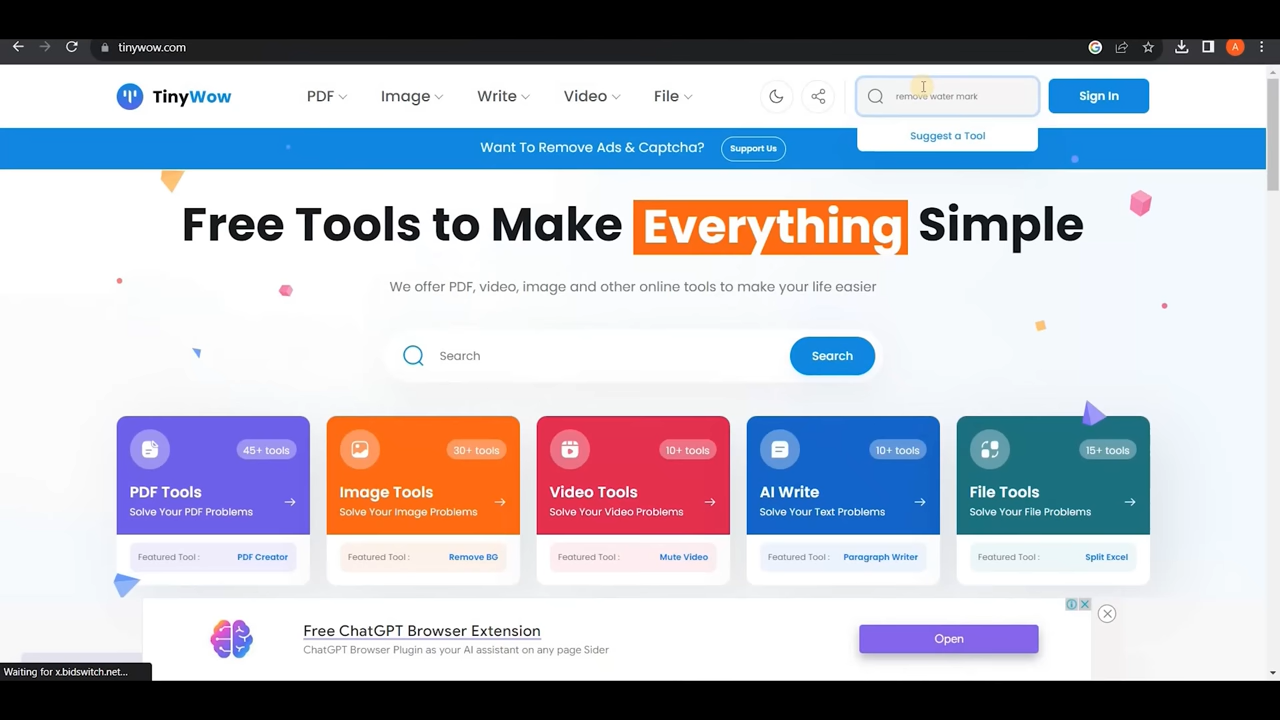 tinywow.com
A
TinyWow
PDF
Image
Write
Video
File
remove water mark
Sign In
Suggest a Tool
Want To Remove Ads & Captcha?
Support Us
Free Tools to Make Everything Simple
We offer PDF, video, image and other online tools to make your life easier
Search
Search
45+ tools
PDF Tools
Solve Your PDF Problems
Featured Tool :
PDF Creator
30+ tools
Image Tools
Solve Your Image Problems
Featured Tool :
Remove BG
10+ tools
Video Tools
Solve Your Video Problems
Featured Tool :
Mute Video
10+ tools
AI Write
Solve Your Text Problems
Featured Tool :
Paragraph Writer
15+ tools
File Tools
Solve Your File Problems
Featured Tool :
Split Excel
Free ChatGPT Browser Extension
ChatGPT Browser Plugin as your AI assistant on any page Sider
Open
Waiting for x.bidswitch.net...